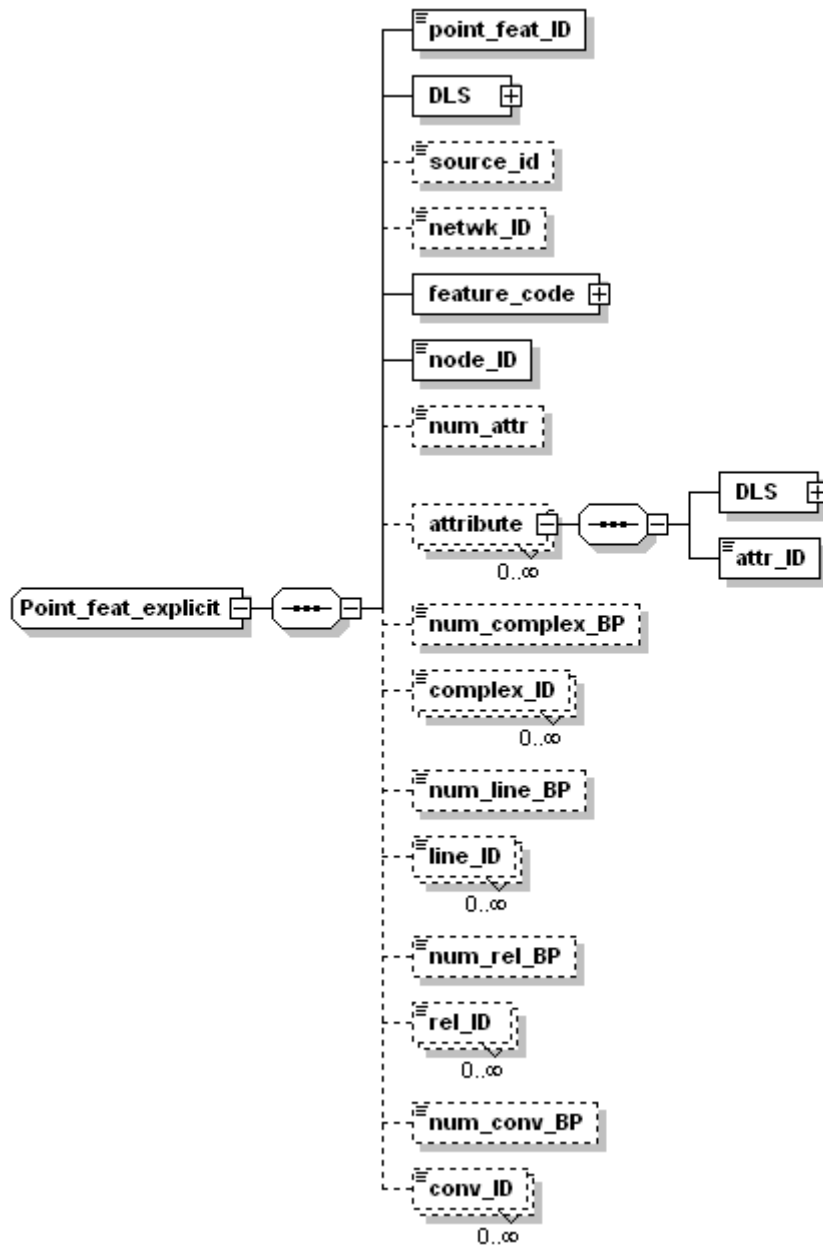 point_feat_ID
DLS
source_id
netwk_ID
feature_code
node_ID
num_attr
attribute
0..∞
DLS
attr_ID
Point_feat_explicit
num_complex_BP
complex_ID
0..∞
num_line_BP
line_ID
0..∞
num_rel_BP
rel_ID
0..∞
num_conv_BP
conv_ID
0..∞